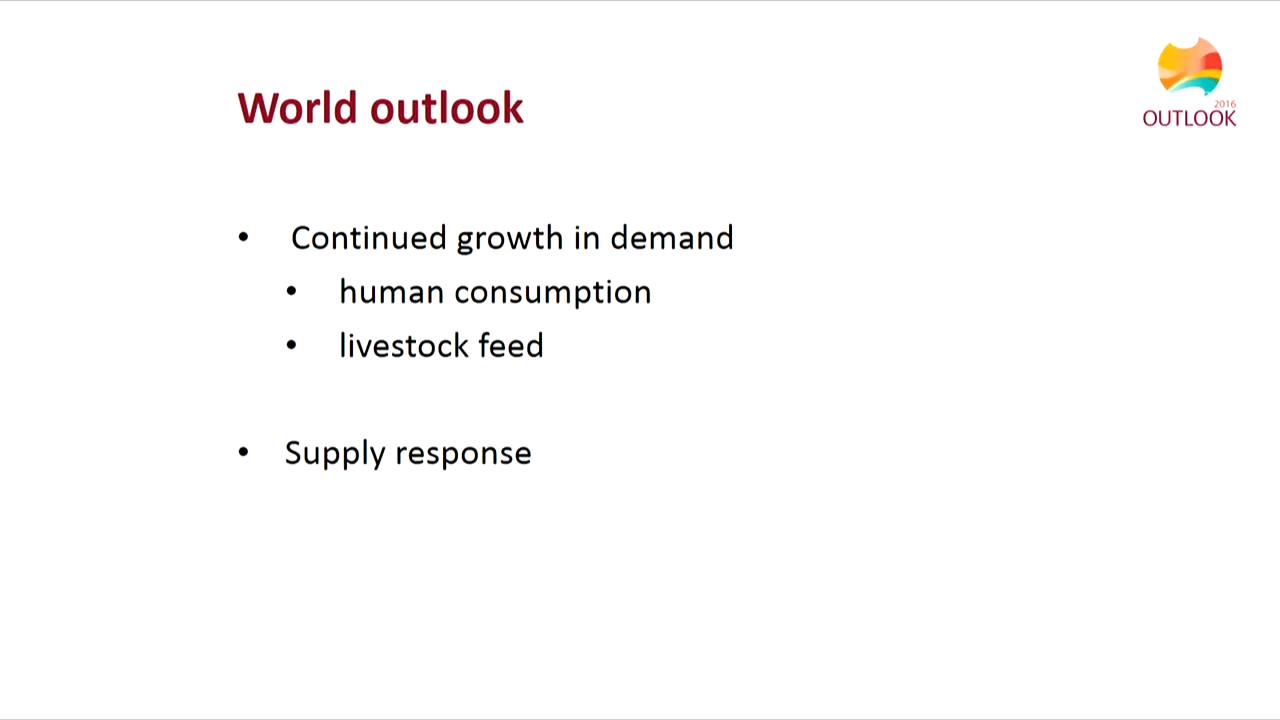 World outlook
2016
OUTLOOK
• Continued growth in demand
• human consumption
• livestock feed
• Supply response